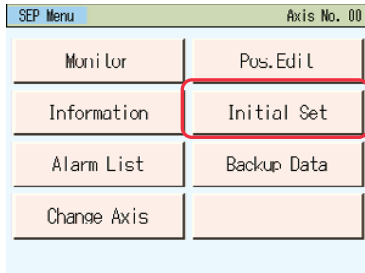 SEP Menu Axis No. 00
Monitor Pos.Edit
Information Initial Set
Alarm List Backup Data
Change Axis